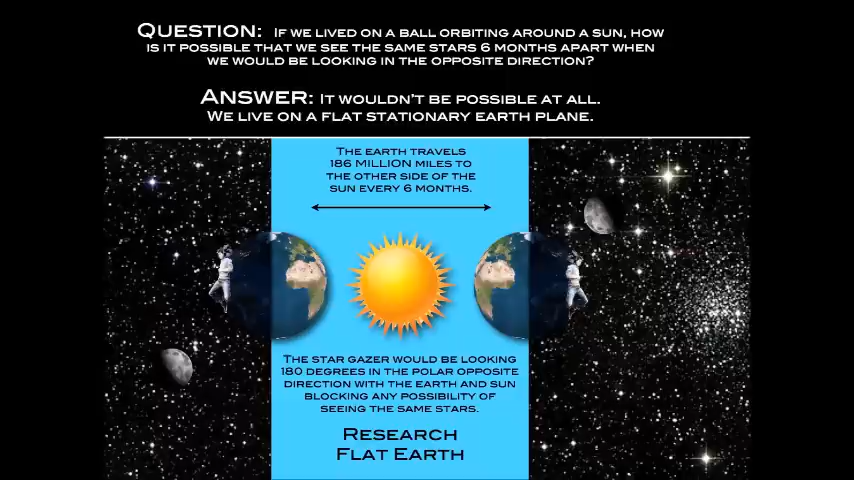 QUESTION: IF WE LIVED ON A BALL ORBITING AROUND A SUN, HOW
IS IT POSSIBLE THAT WE SEE THE SAME STARS 6 MONTHS APART WHEN
WE WOULD BE LOOKING IN THE OPPOSITE DIRECTION?
ANSWER: IT WOULDN'T BE POSSIBLE AT ALL.
WE LIVE ON A FLAT STATIONARY EARTH PLANE.
THE EARTH TRAVELS
186 MILLION MILES TO
THE OTHER SIDE OF THE
SUN EVERY 6 MONTHS.
THE STAR GAZER WOULD BE LOOKING
180 DEGREES IN THE POLAR OPPOSITE
DIRECTION WITH THE EARTH AND SUN
BLOCKING ANY POSSIBILITY OF
SEEING THE SAME STARS.
RESEARCH
FLAT EARTH